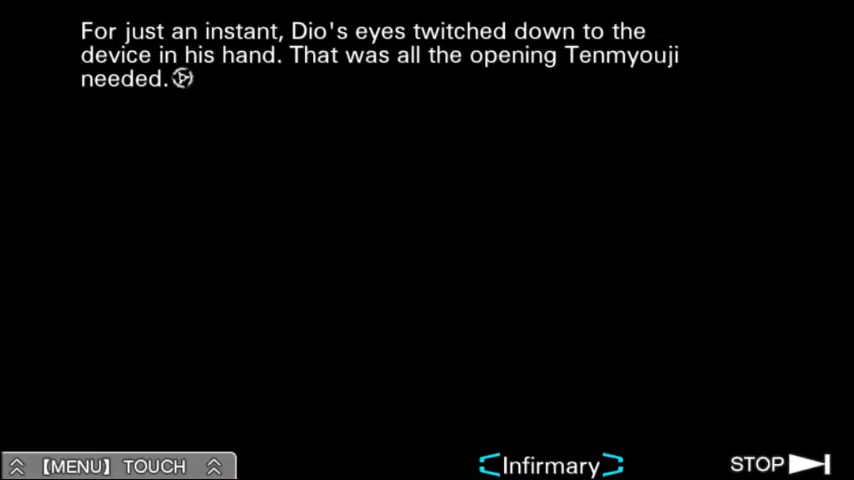 For just an instant, Dio's eyes twitched down to the
device in his hand. That was all the opening Tenmyouji
needed.
【MENU】 TOUCH
Infirmary
STOP